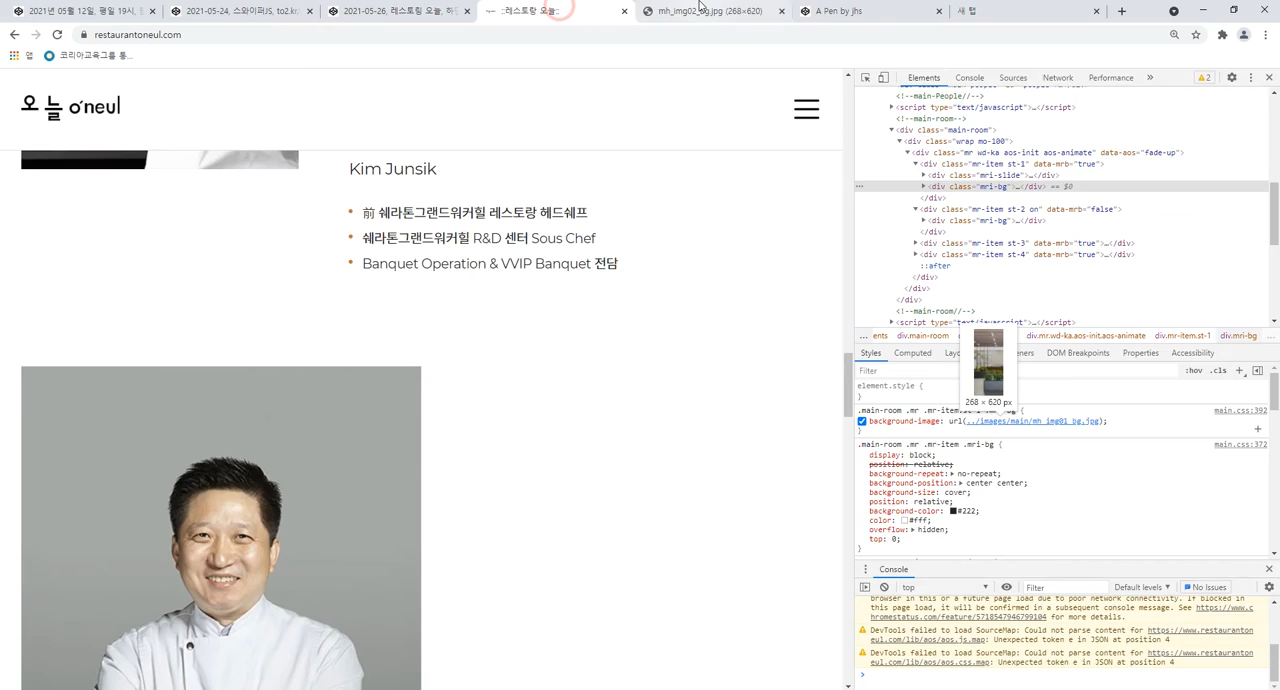 2021년 05월 12일, 평일 19시, 반
2021-05-24, 스와이퍼JS, to2.kr
2021-05-26, 레스토랑 오늘, 하
::레스토랑 오늘::
mh_img02_bg.jpg (268×620)
A Pen by jhs
새 탭
restaurantoneul.com
앱
코리아교육그룹 통...
오늘 o'neul
Kim Junsik
• 前 쉐라톤그랜드워커힐 레스토랑 헤드쉐프
• 쉐라톤그랜드워커힐 R&D 센터 Sous Chef
• Banquet Operation & VVIP Banquet 전담
Elements Console Sources Network Performance » 2
<!--main-People//-->
<script type="text/javascript">…</script>
<!--main-room-->
<div class="main-room">
<div class="wrap mo-100">
<div class="mr wd-ka aos-init aos-animate" data-aos="fade-up">
<div class="mr-item st-1" data-mrb="true">
<div class="mri-slide">…</div>
<div class="mri-bg">…</div> == $0
</div>
<div class="mr-item st-2 on" data-mrb="false">
<div class="mri-bg">…</div>
</div>
<div class="mr-item st-3" data-mrb="true">…</div>
<div class="mr-item st-4" data-mrb="true">…</div>
::after
</div>
</div>
</div>
<!--main-room//-->
<script type="text/javascript">…</script>
... ents div.main-room div.mr.wd-ka.aos-init.aos-animate div.mr-item.st-1 div.mri-bg ...
Styles Computed DOM Breakpoints Properties Accessibility
Filter :hov .cls
element.style {
}
268 × 620 px
main.css:392
background-image: url(../images/main/mh_img01_bg.jpg);
}
.main-room .mr .mr-item .mri-bg { main.css:372
display: block;
position: relative;
background-repeat: no-repeat;
background-position: center center;
background-size: cover;
position: relative;
background-color: #222;
color: #fff;
overflow: hidden;
top: 0;
}
Console
top Filter Default levels No Issues
browser in this or a future page load due to poor network connectivity. If blocked in
this page load, it will be confirmed in a subsequent console message. See https://www.c
hromestatus.com/feature/5718547946799104 for more details.
DevTools failed to load SourceMap: Could not parse content for https://www.restauranton
eul.com/lib/aos/aos.js.map: Unexpected token e in JSON at position 4
DevTools failed to load SourceMap: Could not parse content for https://www.restauranton
eul.com/lib/aos/aos.css.map: Unexpected token e in JSON at position 4